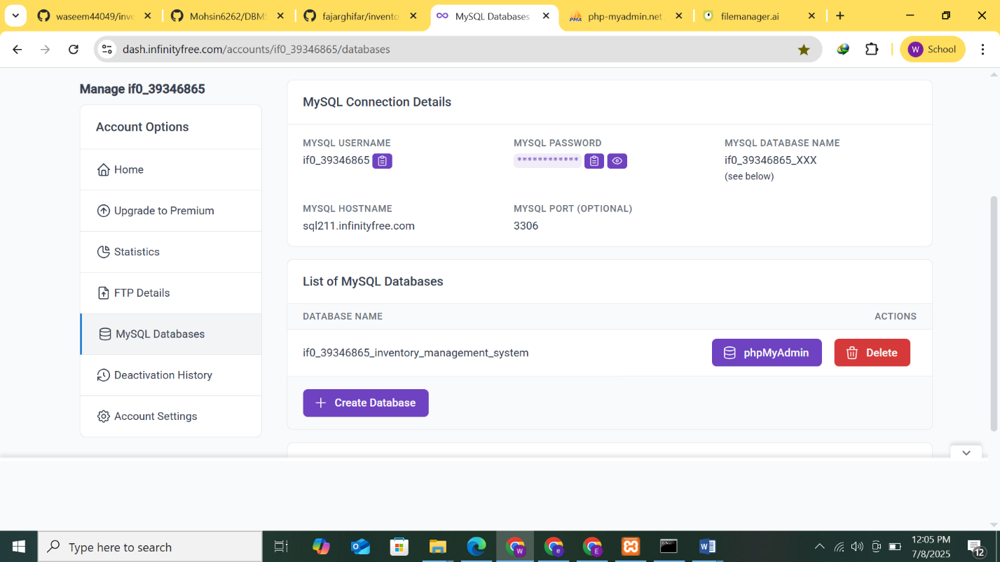 waseem44049/inve
Mohsin6262/DBMS
fajarghifar/invento
MySQL Databases
php-myadmin.net
filemanager.ai
dash.infinityfree.com/accounts/if0_39346865/databases
W School
Manage if0_39346865
Account Options
Home
Upgrade to Premium
Statistics
FTP Details
MySQL Databases
Deactivation History
Account Settings
MySQL Connection Details
MYSQL USERNAME
if0_39346865
MYSQL PASSWORD
************
MYSQL DATABASE NAME
if0_39346865_XXX
(see below)
MYSQL HOSTNAME
sql211.infinityfree.com
MYSQL PORT (OPTIONAL)
3306
List of MySQL Databases
DATABASE NAME ACTIONS
if0_39346865_inventory_management_system phpMyAdmin Delete
Create Database
Type here to search
12:05 PM
7/8/2025
12